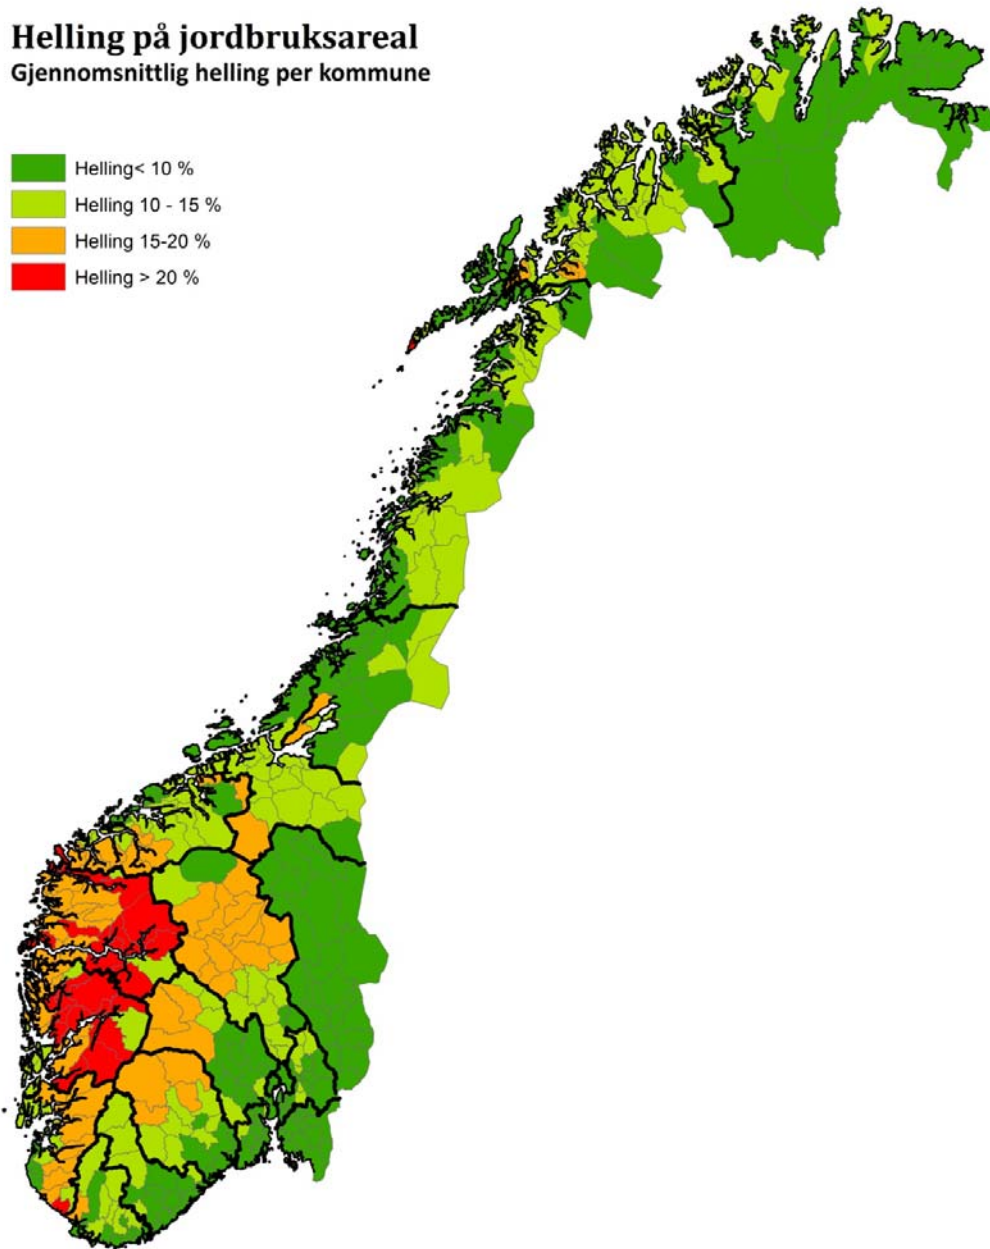 Helling på jordbruksareal
Gjennomsnittlig helling per kommune
Helling< 10 %
Helling 10 - 15 %
Helling 15-20 %
Helling > 20 %